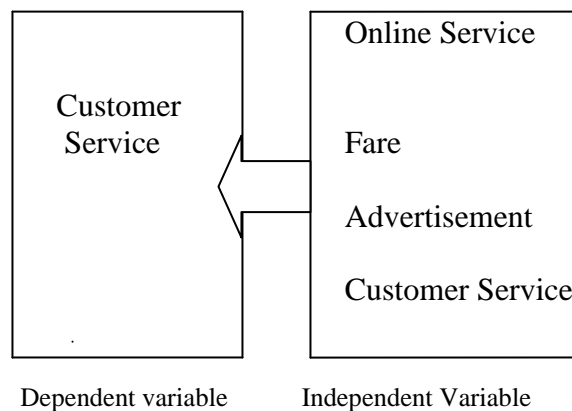 Customer
Service
Online Service
Fare
Advertisement
Customer Service
Dependent variable
Independent Variable